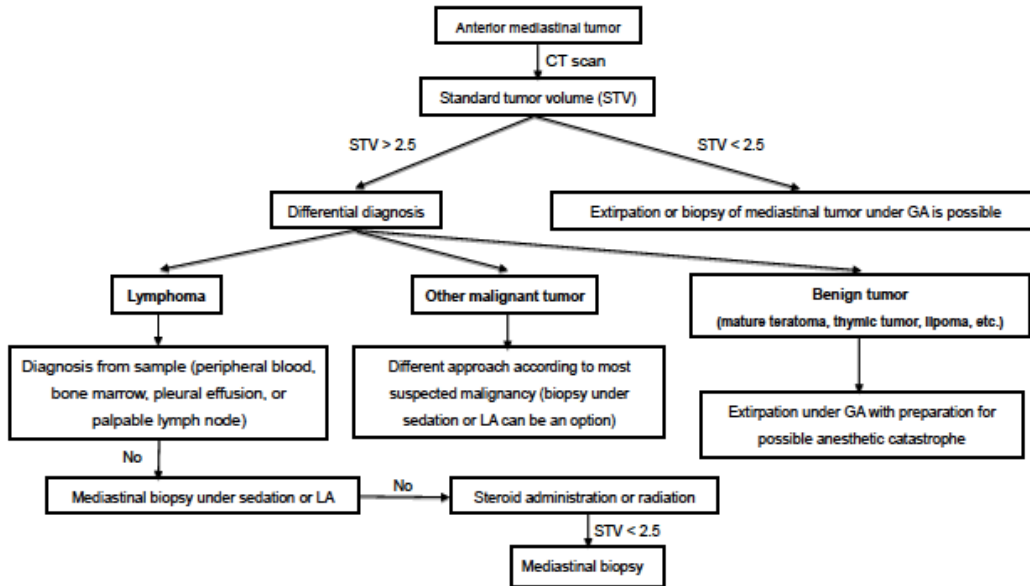 Anterior mediastinal tumor
CT scan
Standard tumor volume (STV)
STV > 2.5
STV < 2.5
Differential diagnosis
Extirpation or biopsy of mediastinal tumor under GA is possible
Lymphoma
Other malignant tumor
Benign tumor
(mature teratoma, thymic tumor, lipoma, etc.)
Diagnosis from sample (peripheral blood,
bone marrow, pleural effusion, or
palpable lymph node)
Different approach according to most
suspected malignancy (biopsy under
sedation or LA can be an option)
Extirpation under GA with preparation for
possible anesthetic catastrophe
No
Mediastinal biopsy under sedation or LA
No
Steroid administration or radiation
STV < 2.5
Mediastinal biopsy